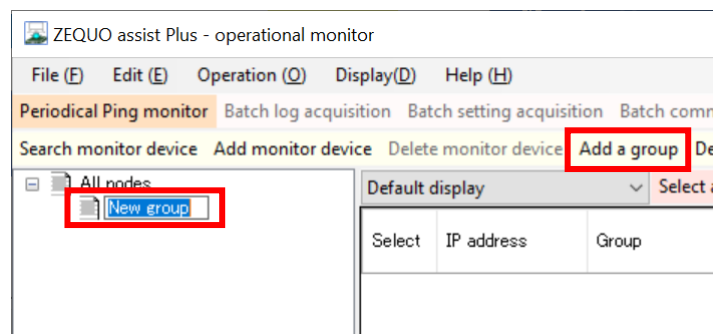 ZEQUO assist Plus - operational monitor
File (F) Edit (E) Operation (O) Display(D) Help (H)
Periodical Ping monitor Batch log acquisition Batch setting acquisition Batch comm
Search monitor device Add monitor device Delete monitor device Add a group De
All nodes
New group
Default display Select a
Select IP address Group